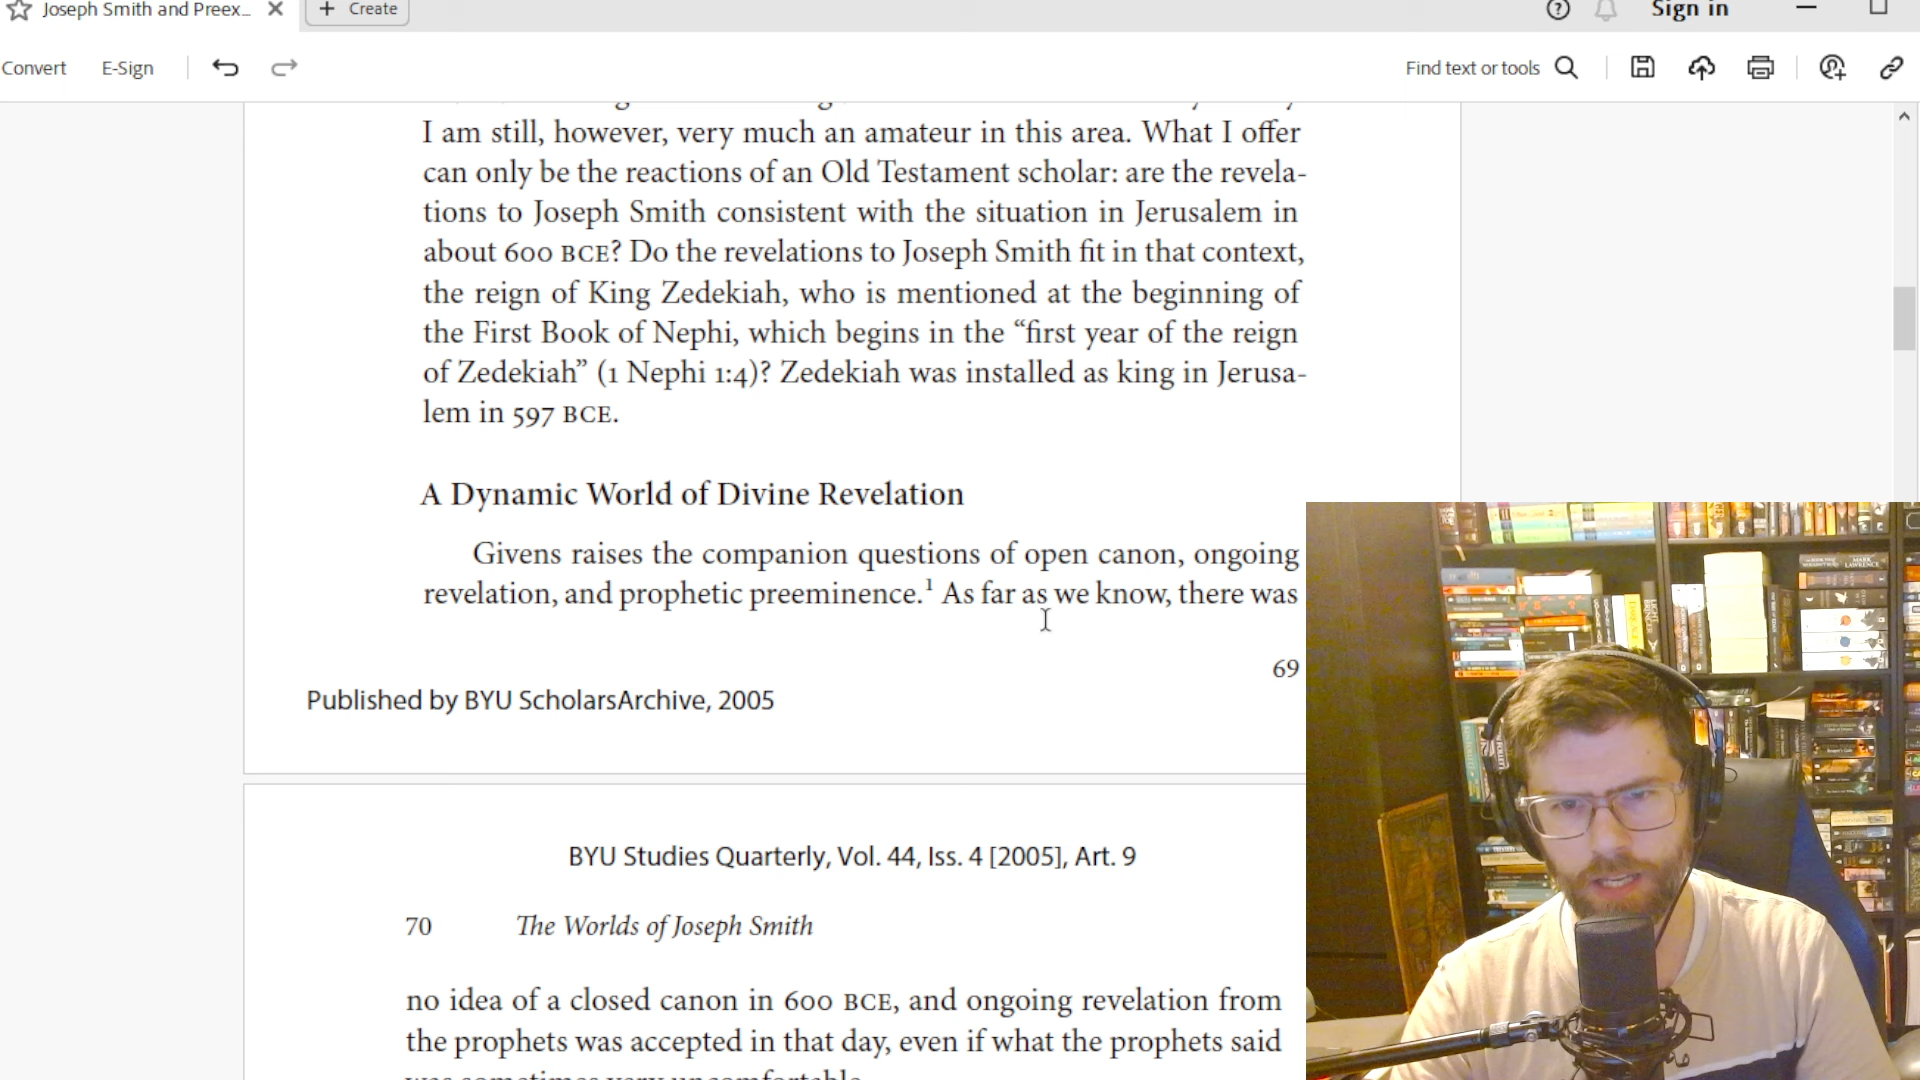 Joseph Smith and Preex...
Create
Sign in
Convert
E-Sign
Find text or tools
I am still, however, very much an amateur in this area. What I offer
can only be the reactions of an Old Testament scholar: are the revela-
tions to Joseph Smith consistent with the situation in Jerusalem in
about 600 BCE? Do the revelations to Joseph Smith fit in that context,
the reign of King Zedekiah, who is mentioned at the beginning of
the First Book of Nephi, which begins in the “first year of the reign
of Zedekiah” (1 Nephi 1:4)? Zedekiah was installed as king in Jerusa-
lem in 597 BCE.
A Dynamic World of Divine Revelation
Givens raises the companion questions of open canon, ongoing
revelation, and prophetic preeminence.1 As far as we know, there was
69
Published by BYU ScholarsArchive, 2005
BYU Studies Quarterly, Vol. 44, Iss. 4 [2005], Art. 9
70 The Worlds of Joseph Smith
no idea of a closed canon in 600 BCE, and ongoing revelation from
the prophets was accepted in that day, even if what the prophets said
was sometimes very uncomfortable.
MARK
LAWRENCE